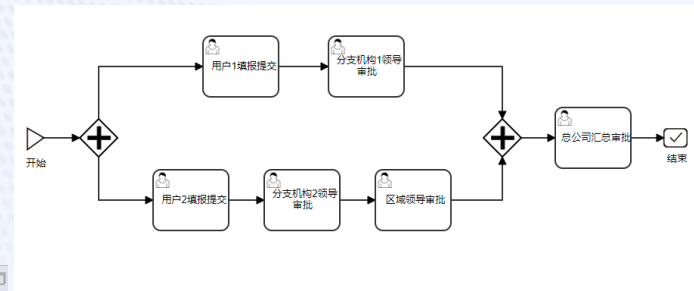 用户1填报提交
分支机构1领导
审批
开始
总公司汇总审批
结束
用户2填报提交
分支机构2领导
审批
区域领导审批